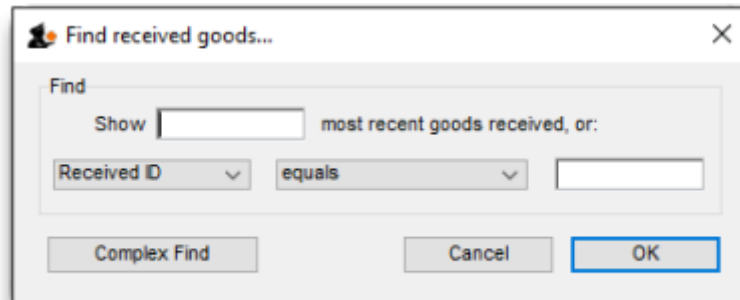 Find received goods...
Find
Show most recent goods received, or:
Received ID equals
Complex Find Cancel OK